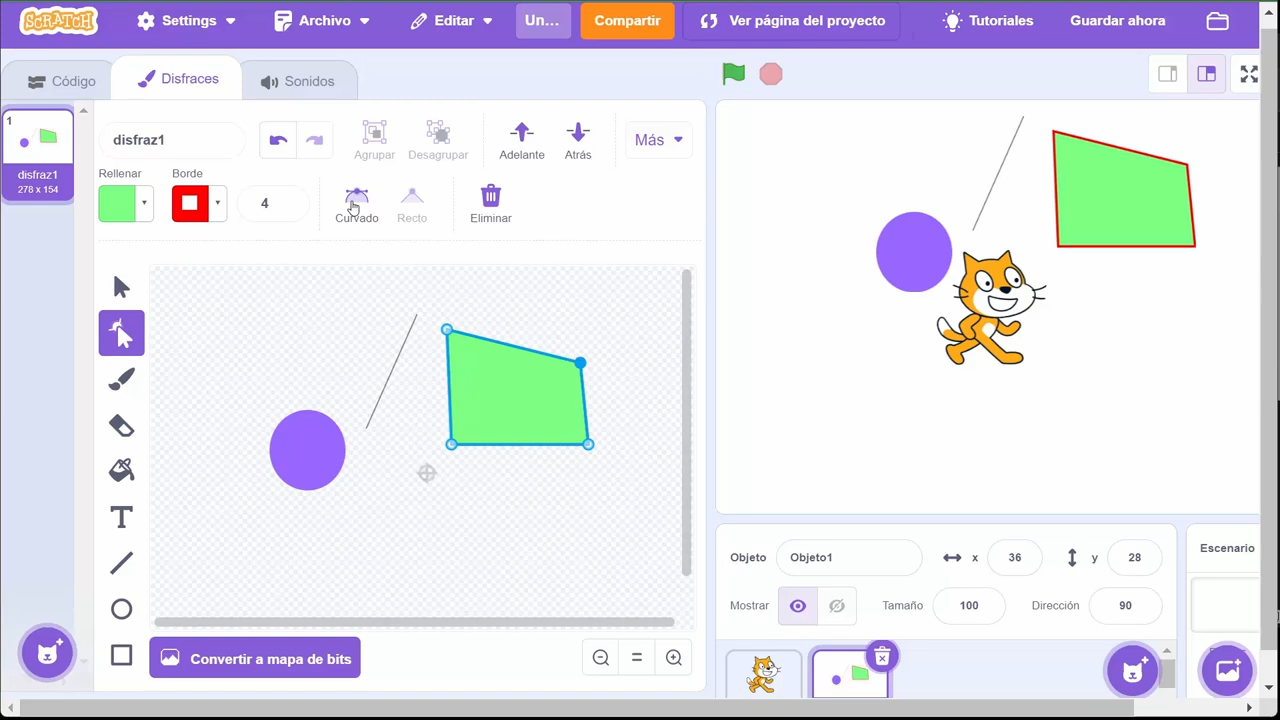 SCRATCH Settings Archivo Editar Un... Compartir Ver página del proyecto Tutoriales Guardar ahora
Código Disfraces Sonidos
1
disfraz1
278 x 154
disfraz1
Agrupar Desagrupar Adelante Atrás Más
Rellenar Borde
4
Curvado Recto Eliminar
T
Convertir a mapa de bits
Objeto Objeto1 x 36 y 28
Mostrar Tamaño 100 Dirección 90
Escenario